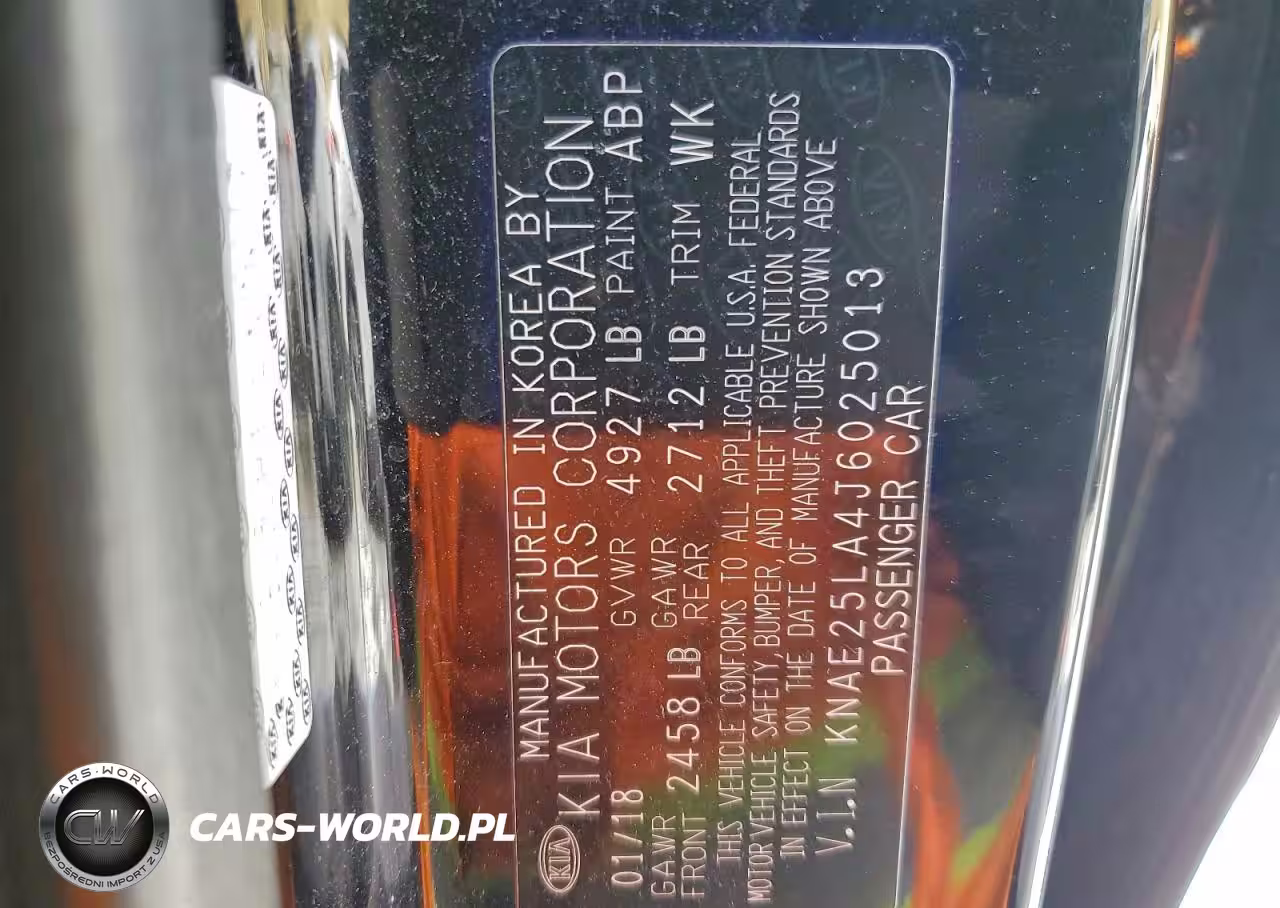 MANUFACTURED IN KOREA BY
KIA KIA MOTORS CORPORATION
01/18 GVWR 4927 LB PAINT ABP
GAWR FRONT 2458 LB GAWR REAR 2712 LB TRIM WK
THIS VEHICLE CONFORMS TO ALL APPLICABLE U.S.A. FEDERAL
MOTOR VEHICLE SAFETY, BUMPER, AND THEFT PREVENTION STANDARDS
IN EFFECT ON THE DATE OF MANUFACTURE SHOWN ABOVE
V.I.N KNAE25LA4J6025013
PASSENGER CAR
CARS-WORLD
CW
BEZPOŚREDNI IMPORT Z USA
CARS-WORLD.PL